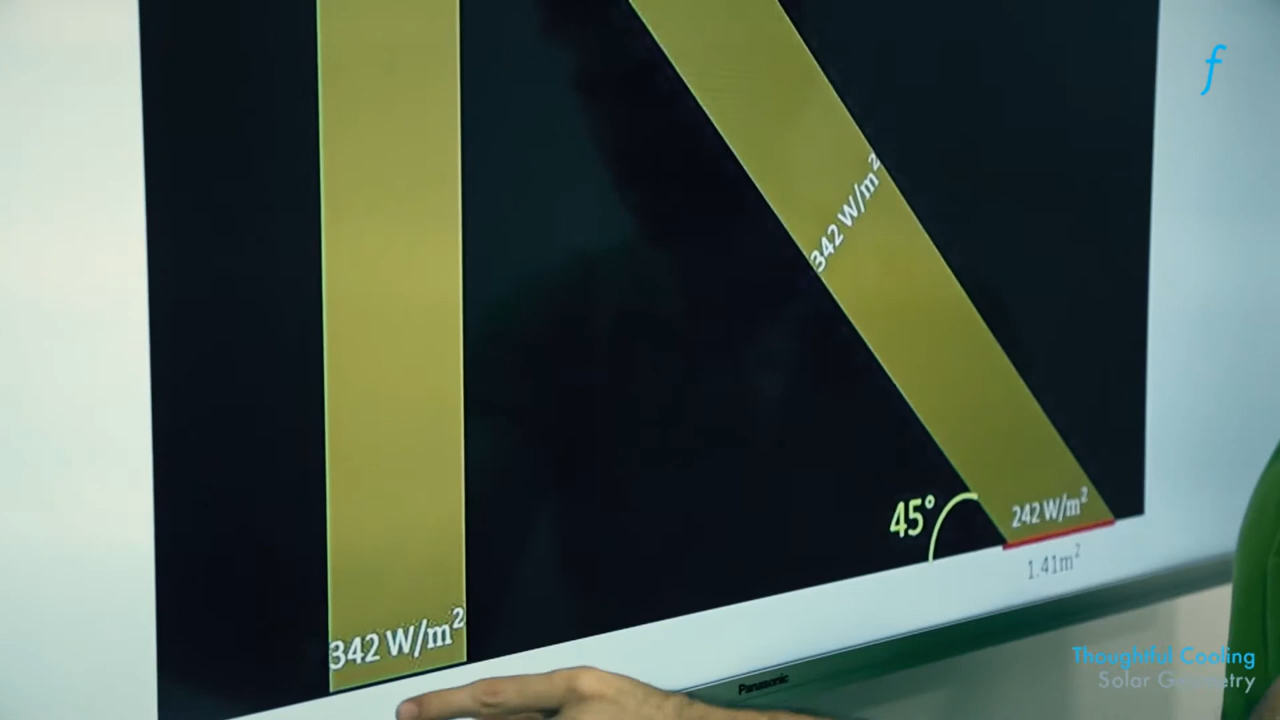 f
342 W/m²
45°
242 W/m²
1.41m²
342 W/m²
Panasonic
Thoughtful Cooling
Solar Geometry